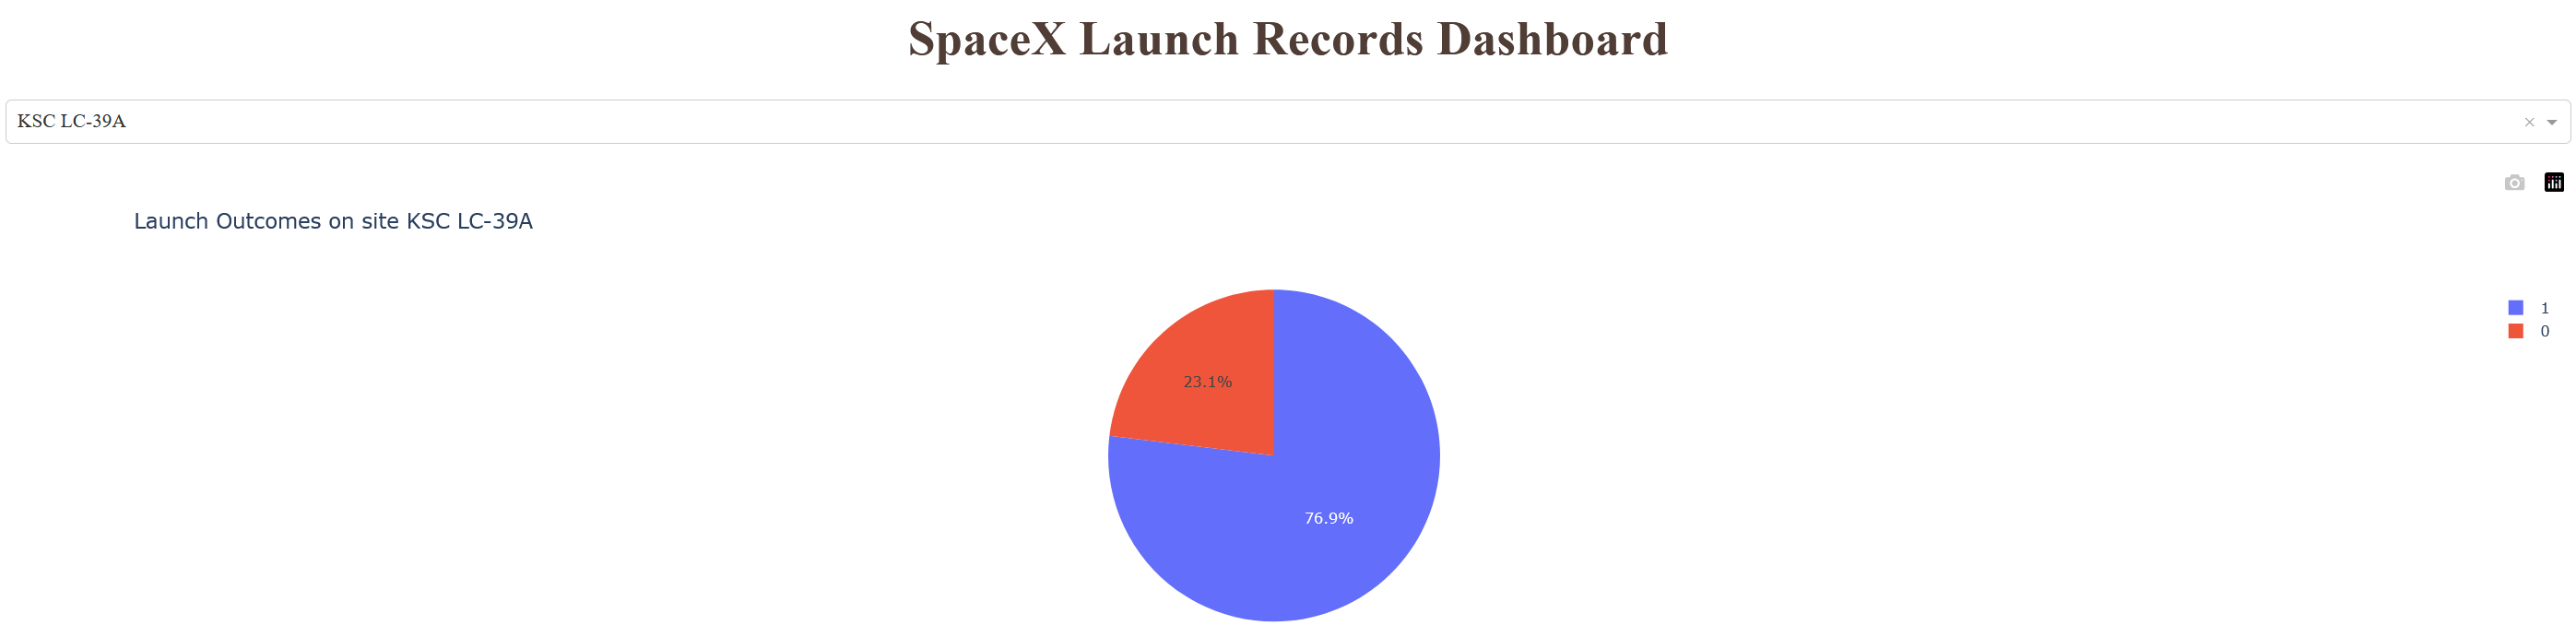 SpaceX Launch Records Dashboard
KSC LC-39A
Launch Outcomes on site KSC LC-39A
1
0
23.1%
76.9%